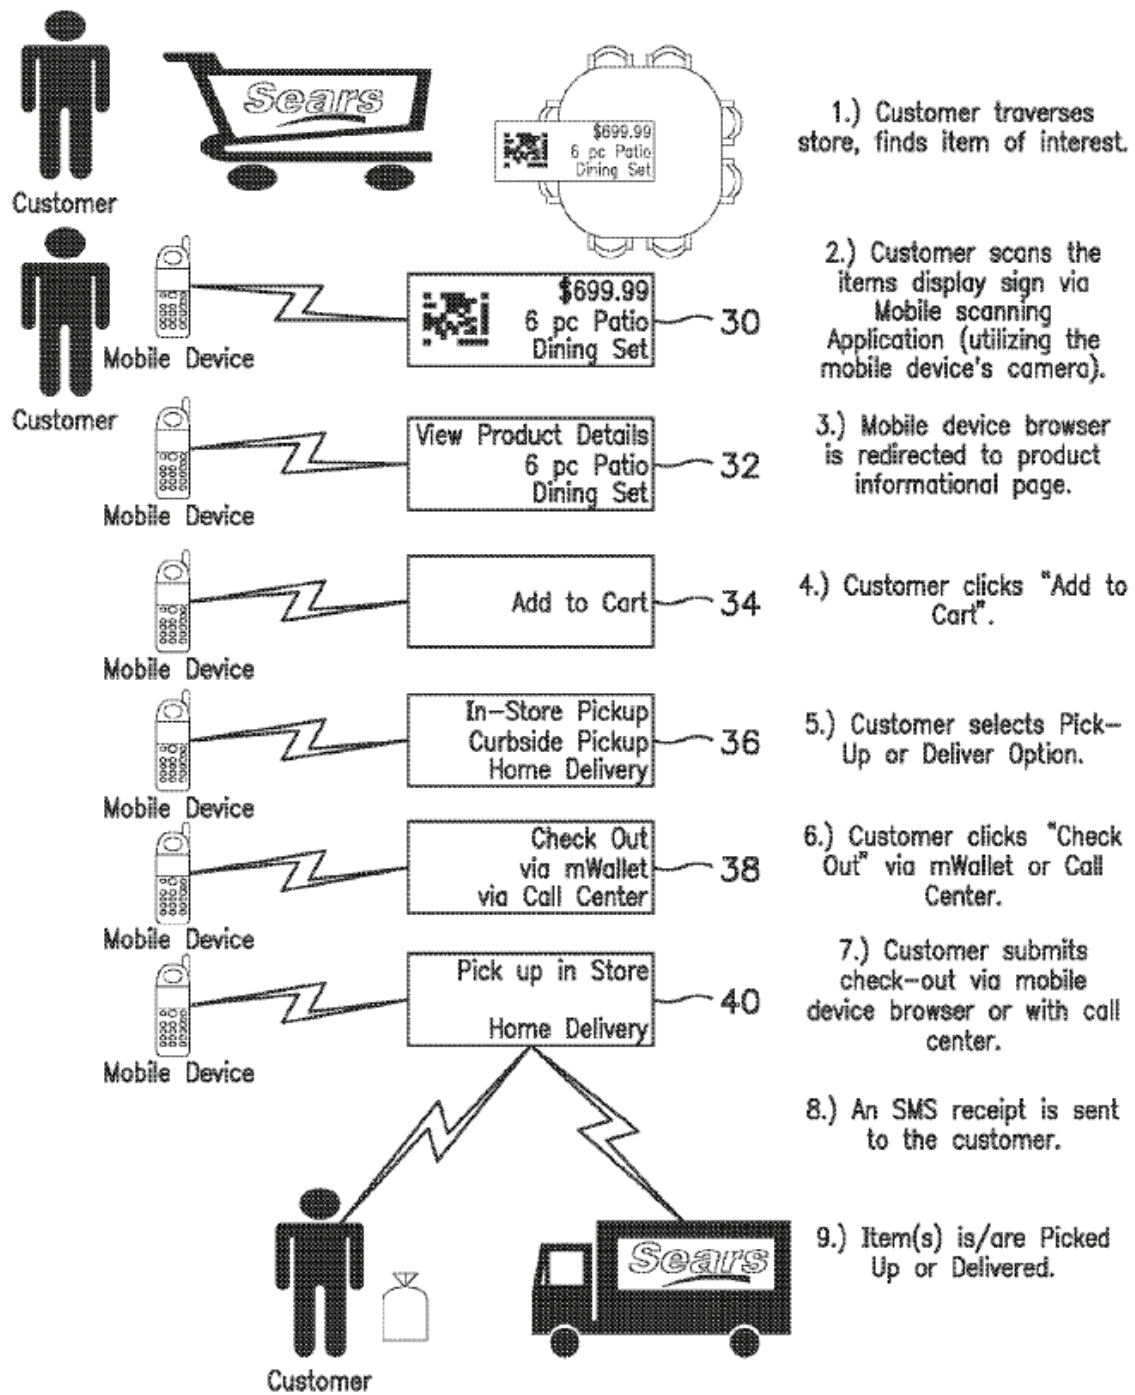 Sears
$699.99
6 pc Patio
Dining Set
1.) Customer traverses
store, finds item of interest.
Customer
$699.99
6 pc Patio
Dining Set
30
Mobile Device
Customer
2.) Customer scans the
items display sign via
Mobile scanning
Application (utilizing the
mobile device's camera).
View Product Details
6 pc Patio
Dining Set
32
Mobile Device
3.) Mobile device browser
is redirected to product
informational page.
Add to Cart
34
Mobile Device
4.) Customer clicks "Add to
Cart".
In-Store Pickup
Curbside Pickup
Home Delivery
36
Mobile Device
5.) Customer selects Pick-
Up or Deliver Option.
Check Out
via mWallet
via Call Center
38
Mobile Device
6.) Customer clicks "Check
Out" via mWallet or Call
Center.
Pick up in Store
Home Delivery
40
Mobile Device
7.) Customer submits
check-out via mobile
device browser or with call
center.
8.) An SMS receipt is sent
to the customer.
Sears
9.) Item(s) is/are Picked
Up or Delivered.
Customer